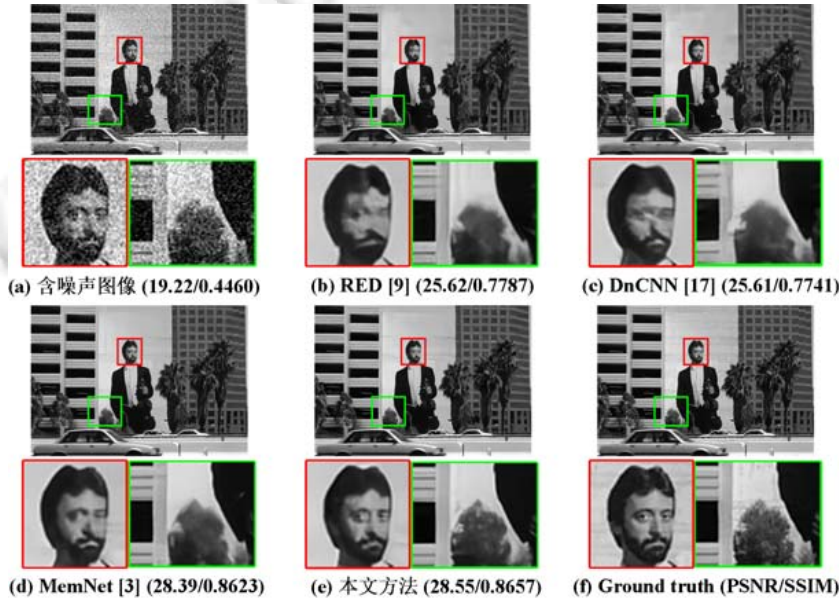 (a) 含噪声图像 (19.22/0.4460)
(b) RED [9] (25.62/0.7787)
(c) DnCNN [17] (25.61/0.7741)
(d) MemNet [3] (28.39/0.8623)
(e) 本文方法 (28.55/0.8657)
(f) Ground truth (PSNR/SSIM)